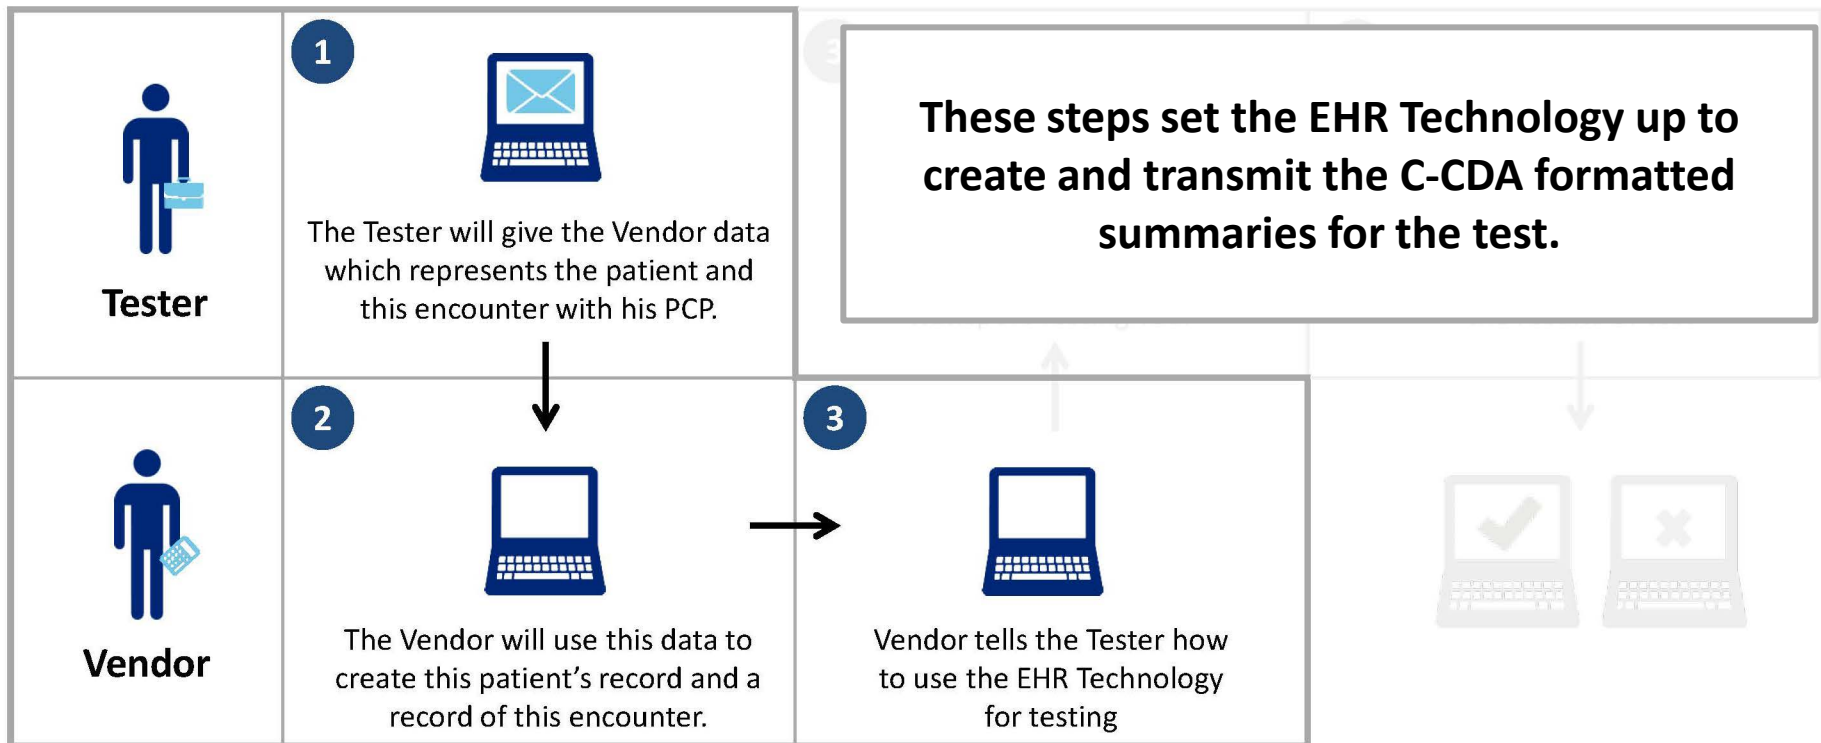 1
The Tester will give the Vendor data
which represents the patient and
this encounter with his PCP.
Tester
These steps set the EHR Technology up to
create and transmit the C-CDA formatted
summaries for the test.
2
The Vendor will use this data to
create this patient's record and a
record of this encounter.
Vendor
3
Vendor tells the Tester how
to use the EHR Technology
for testing